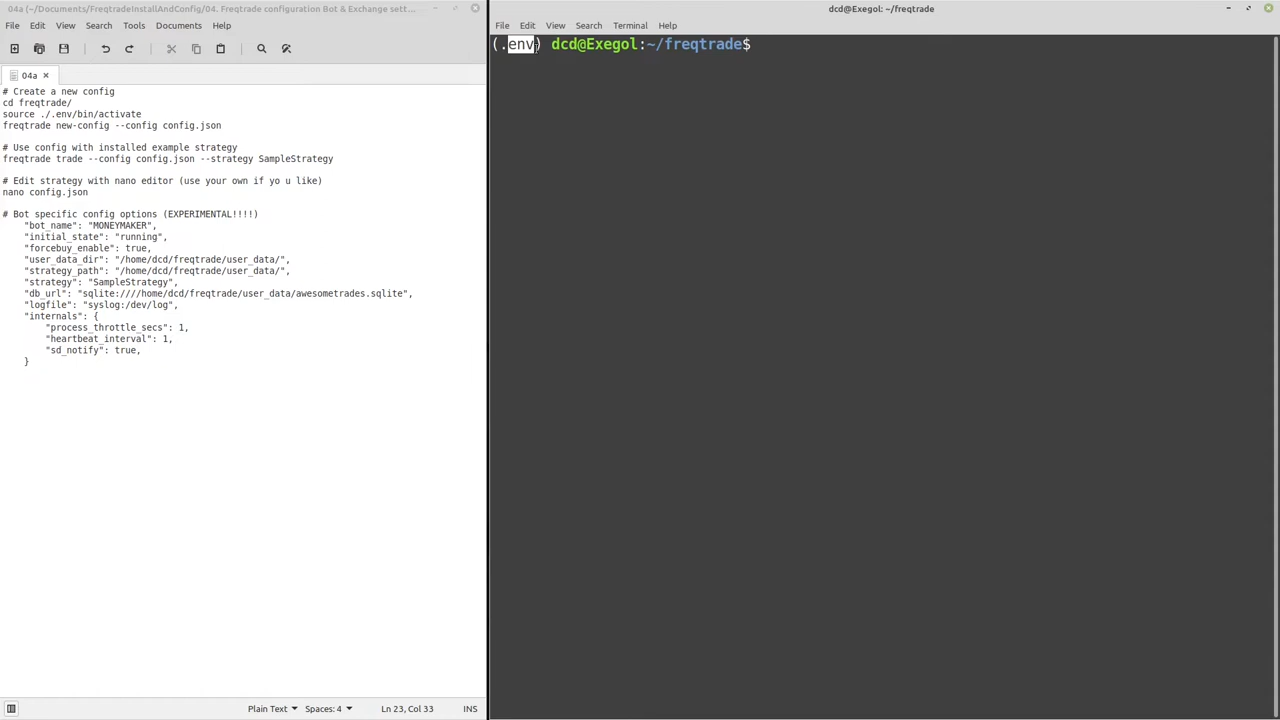 04a (~/Documents/FreqtradeInstallAndConfig/04. Freqtrade configuration Bot & Exchange sett...
File Edit View Search Tools Documents Help
04a
# Create a new config
cd freqtrade/
source ./.env/bin/activate
freqtrade new-config --config config.json
# Use config with installed example strategy
freqtrade trade --config config.json --strategy SampleStrategy
# Edit strategy with nano editor (use your own if yo u like)
nano config.json
# Bot specific config options (EXPERIMENTAL!!!!)
"bot_name": "MONEYMAKER",
"initial_state": "running",
"forcebuy_enable": true,
"user_data_dir": "/home/dcd/freqtrade/user_data/",
"strategy_path": "/home/dcd/freqtrade/user_data/",
"strategy": "SampleStrategy",
"db_url": "sqlite:////home/dcd/freqtrade/user_data/awesometrades.sqlite",
"logfile": "syslog:/dev/log",
"internals": {
"process_throttle_secs": 1,
"heartbeat_interval": 1,
"sd_notify": true,
}
Plain Text Spaces: 4 Ln 23, Col 33 INS
dcd@Exegol: ~/freqtrade
File Edit View Search Terminal Help
(.env) dcd@Exegol:~/freqtrade$